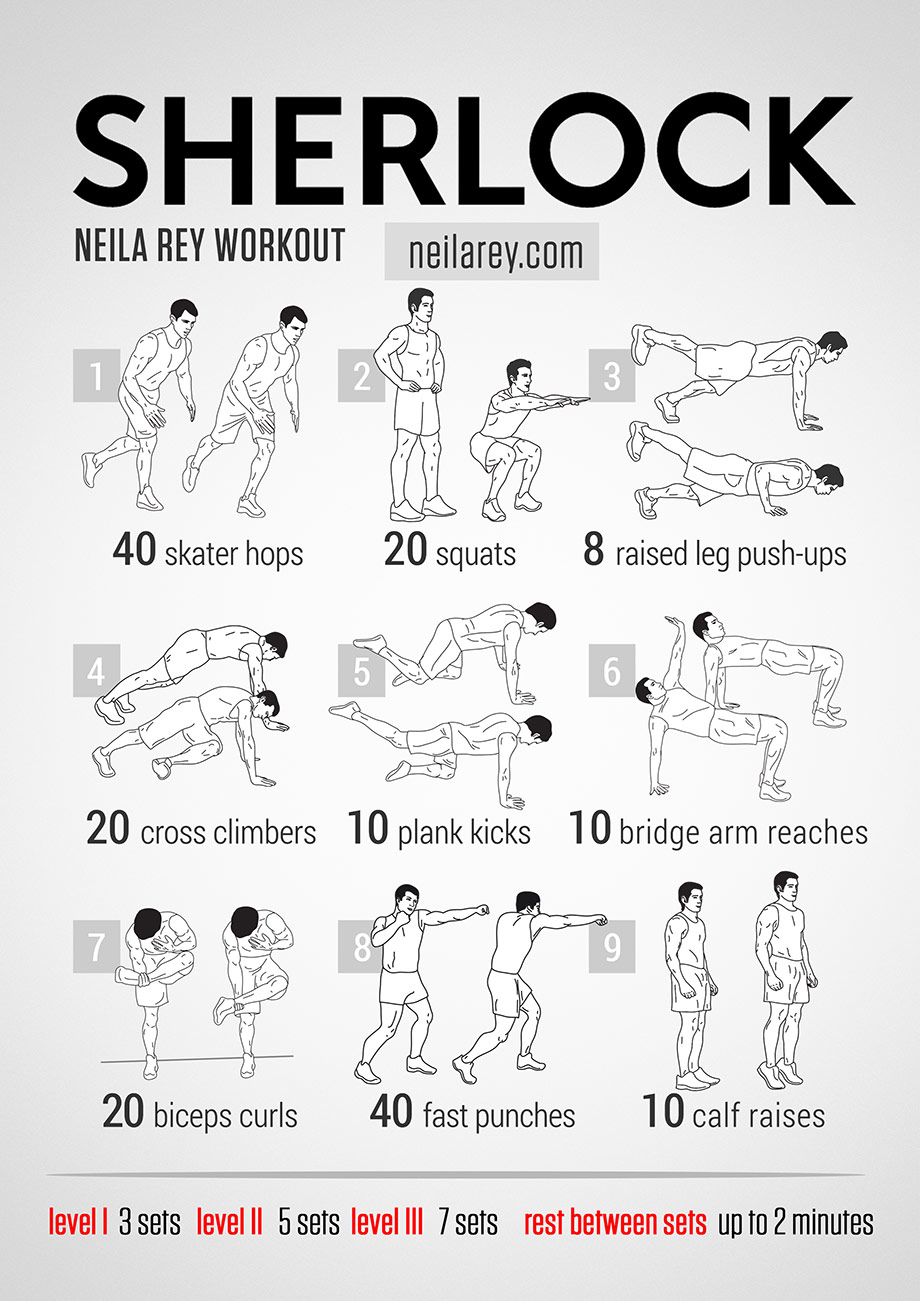 SHERLOCK
NEILA REY WORKOUT
neilarey.com
1
40 skater hops
2
20 squats
3
8 raised leg push-ups
4
20 cross climbers
5
10 plank kicks
6
10 bridge arm reaches
7
20 biceps curls
8
40 fast punches
9
10 calf raises
level I 3 sets level II 5 sets level III 7 sets rest between sets up to 2 minutes